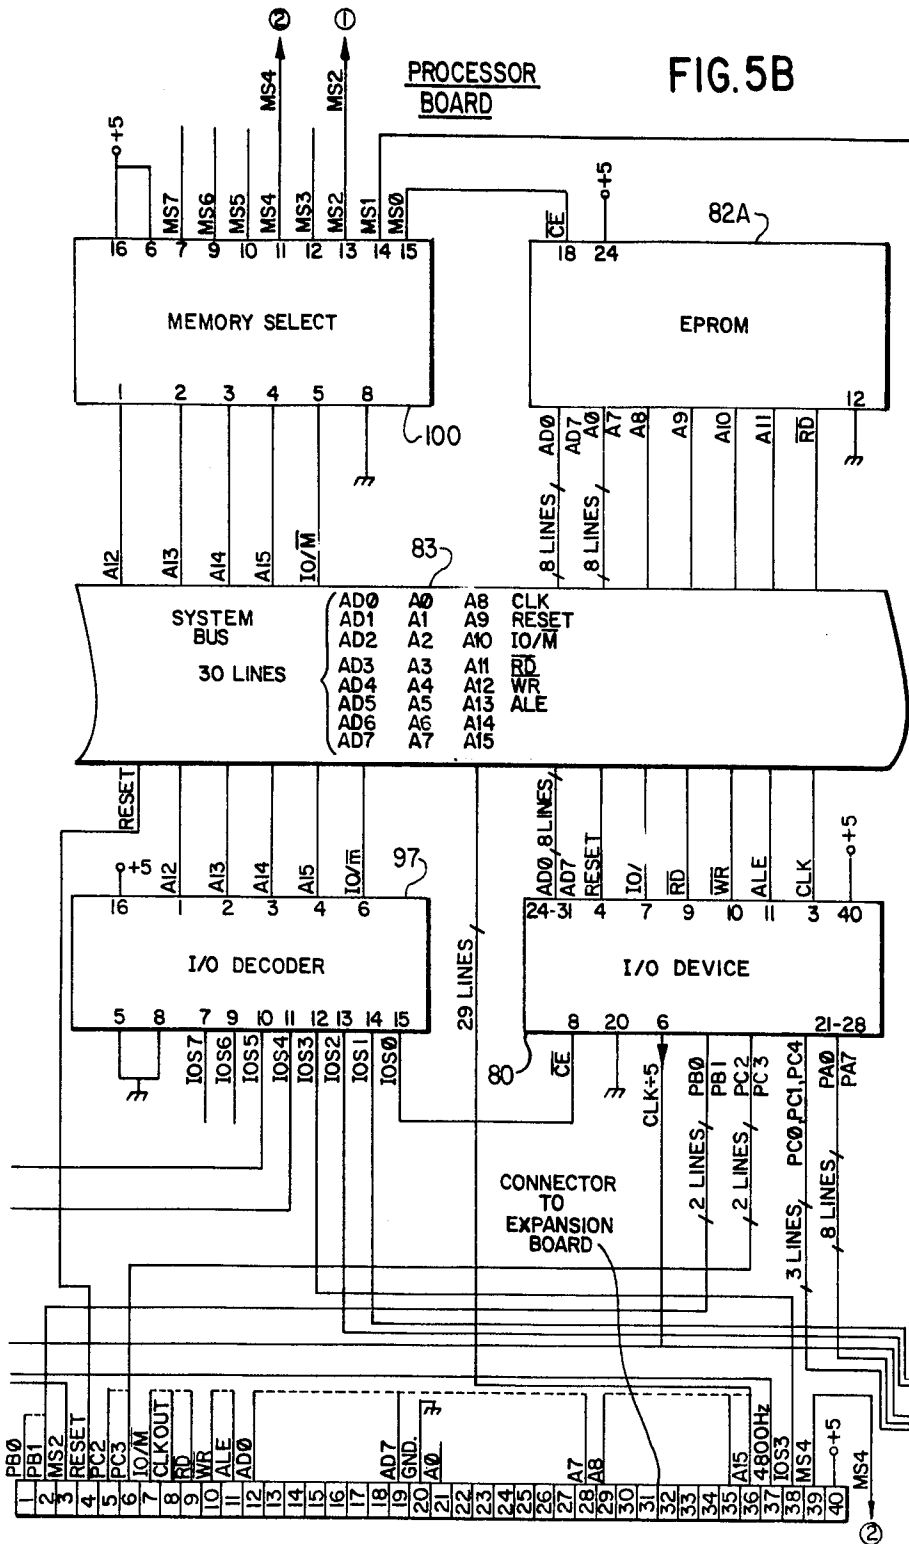 ② ①
PROCESSOR BOARD
FIG.5B
MS4 MS2
+5
MS7 MS6 MS5 MS4 MS3 MS2 MS1 MS0
C̅E̅ +5
82A
16 6 7 9 10 11 12 13 14 15
18 24
MEMORY SELECT
EPROM
1 2 3 4 5 8
12
100
AD0 AD7 A0 A7 A8 A9 A10 A11 R̅D̅
8 LINES 8 LINES
A12 A13 A14 A15 IO/M̅
83
SYSTEM BUS
30 LINES
AD0 A0 A8 CLK
AD1 A1 A9 RESET
AD2 A2 A10 IO/M̅
AD3 A3 A11 R̅D̅
AD4 A4 A12 W̅R̅
AD5 A5 A13 ALE
AD6 A6 A14
AD7 A7 A15
RESET
+5 A12 A13 A14 A15 IO/m̅
97
8 LINES
AD0 AD7 RESET IO/ R̅D̅ W̅R̅ ALE CLK +5
16 1 2 3 4 6
24-31 4 7 9 10 11 3 40
I/O DECODER
I/O DEVICE
29 LINES
5 8 7 9 10 11 12 13 14 15
8 20 6 21-28
IOS7 IOS6 IOS5 IOS4 IOS3 IOS2 IOS1 IOS0
80
C̅E̅ CLK÷5 PB0 PB1 PC2 PC3 PC0,PC1,PC4 PA0 PA7
2 LINES 2 LINES 3 LINES 8 LINES
CONNECTOR
TO
EXPANSION
BOARD
PB0 PB1 MS2 RESET PC2 PC3 IO/M̅ CLKOUT R̅D̅ W̅R̅ ALE AD0 AD7 GND. A0 A7 A8 A15 4800Hz IOS3 MS4 +5 MS4
1 2 3 4 5 6 7 8 9 10 11 12 13 14 15 16 17 18 19 20 21 22 23 24 25 26 27 28 29 30 31 32 33 34 35 36 37 38 39 40
②